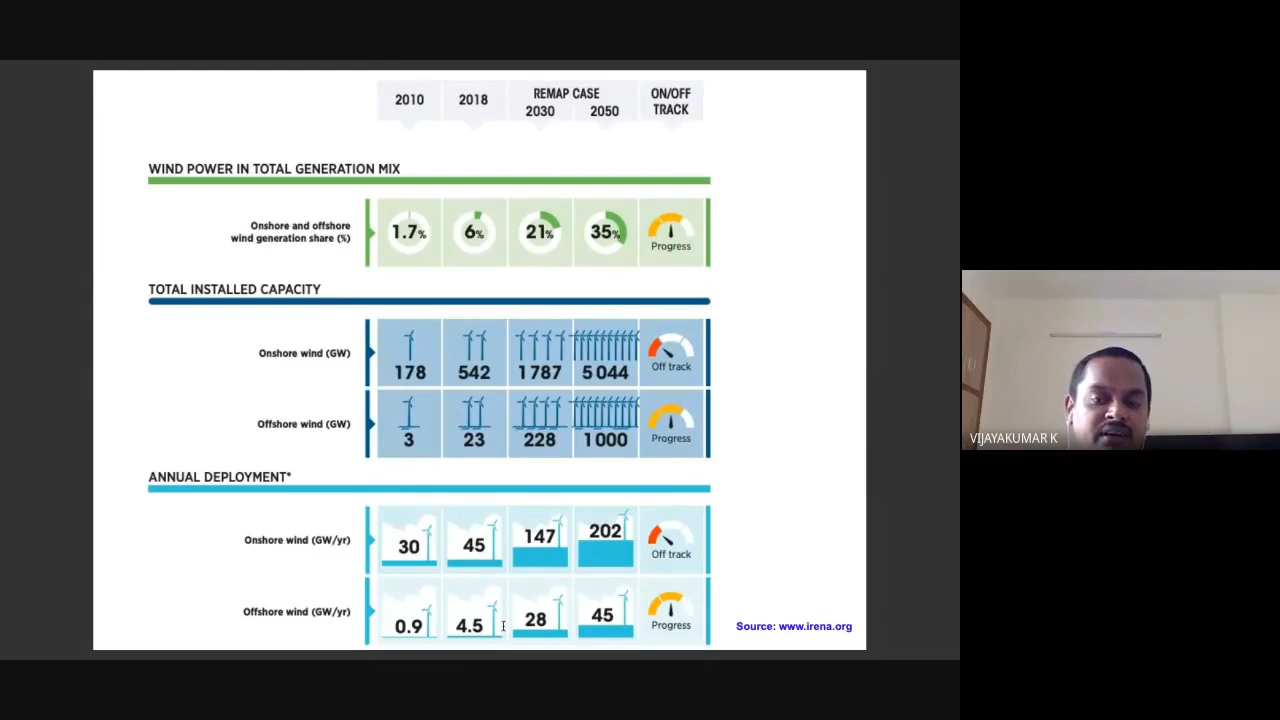 2010 2018 REMAP CASE ON/OFF
2030 2050 TRACK
WIND POWER IN TOTAL GENERATION MIX
Onshore and offshore
wind generation share (%)
1.7% 6% 21% 35%
Progress
TOTAL INSTALLED CAPACITY
Onshore wind (GW)
178 542 1 787 5 044
Off track
Offshore wind (GW)
3 23 228 1 000
Progress
VIJAYAKUMAR K
ANNUAL DEPLOYMENT*
Onshore wind (GW/yr)
30 45 147 202
Off track
Offshore wind (GW/yr)
0.9 4.5 28 45
Progress
Source: www.irena.org